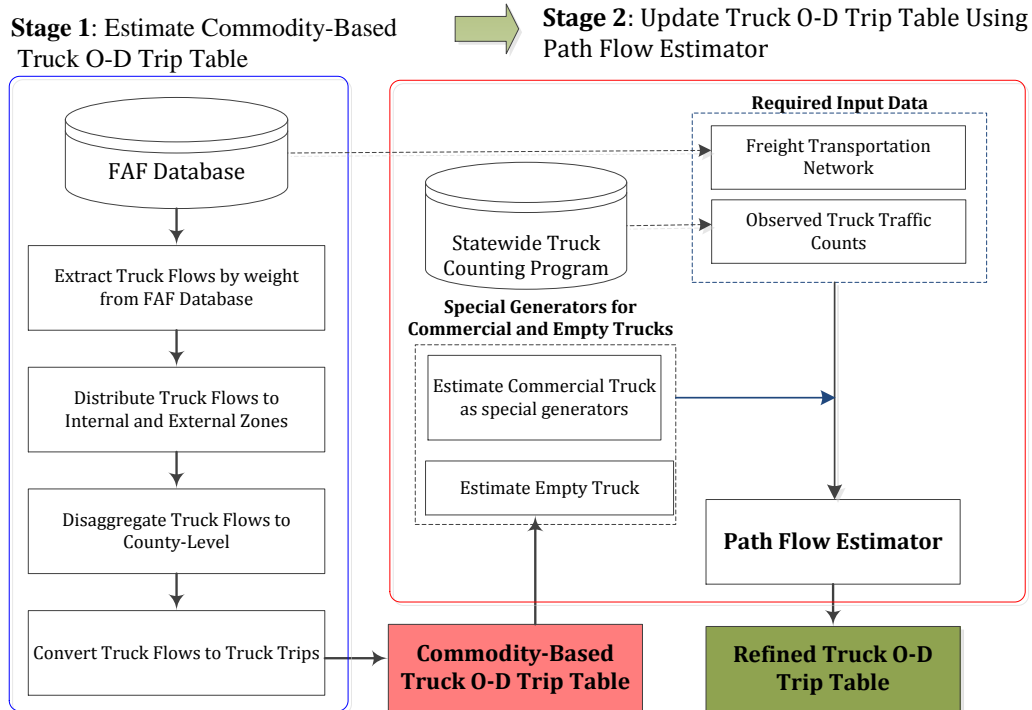 Stage 1: Estimate Commodity-Based
Truck O-D Trip Table
Stage 2: Update Truck O-D Trip Table Using
Path Flow Estimator
FAF Database
Extract Truck Flows by weight
from FAF Database
Distribute Truck Flows to
Internal and External Zones
Disaggregate Truck Flows to
County-Level
Convert Truck Flows to Truck Trips
Required Input Data
Freight Transportation
Network
Observed Truck Traffic
Counts
Statewide Truck
Counting Program
Special Generators for
Commercial and Empty Trucks
Estimate Commercial Truck
as special generators
Estimate Empty Truck
Path Flow Estimator
Commodity-Based
Truck O-D Trip Table
Refined Truck O-D
Trip Table